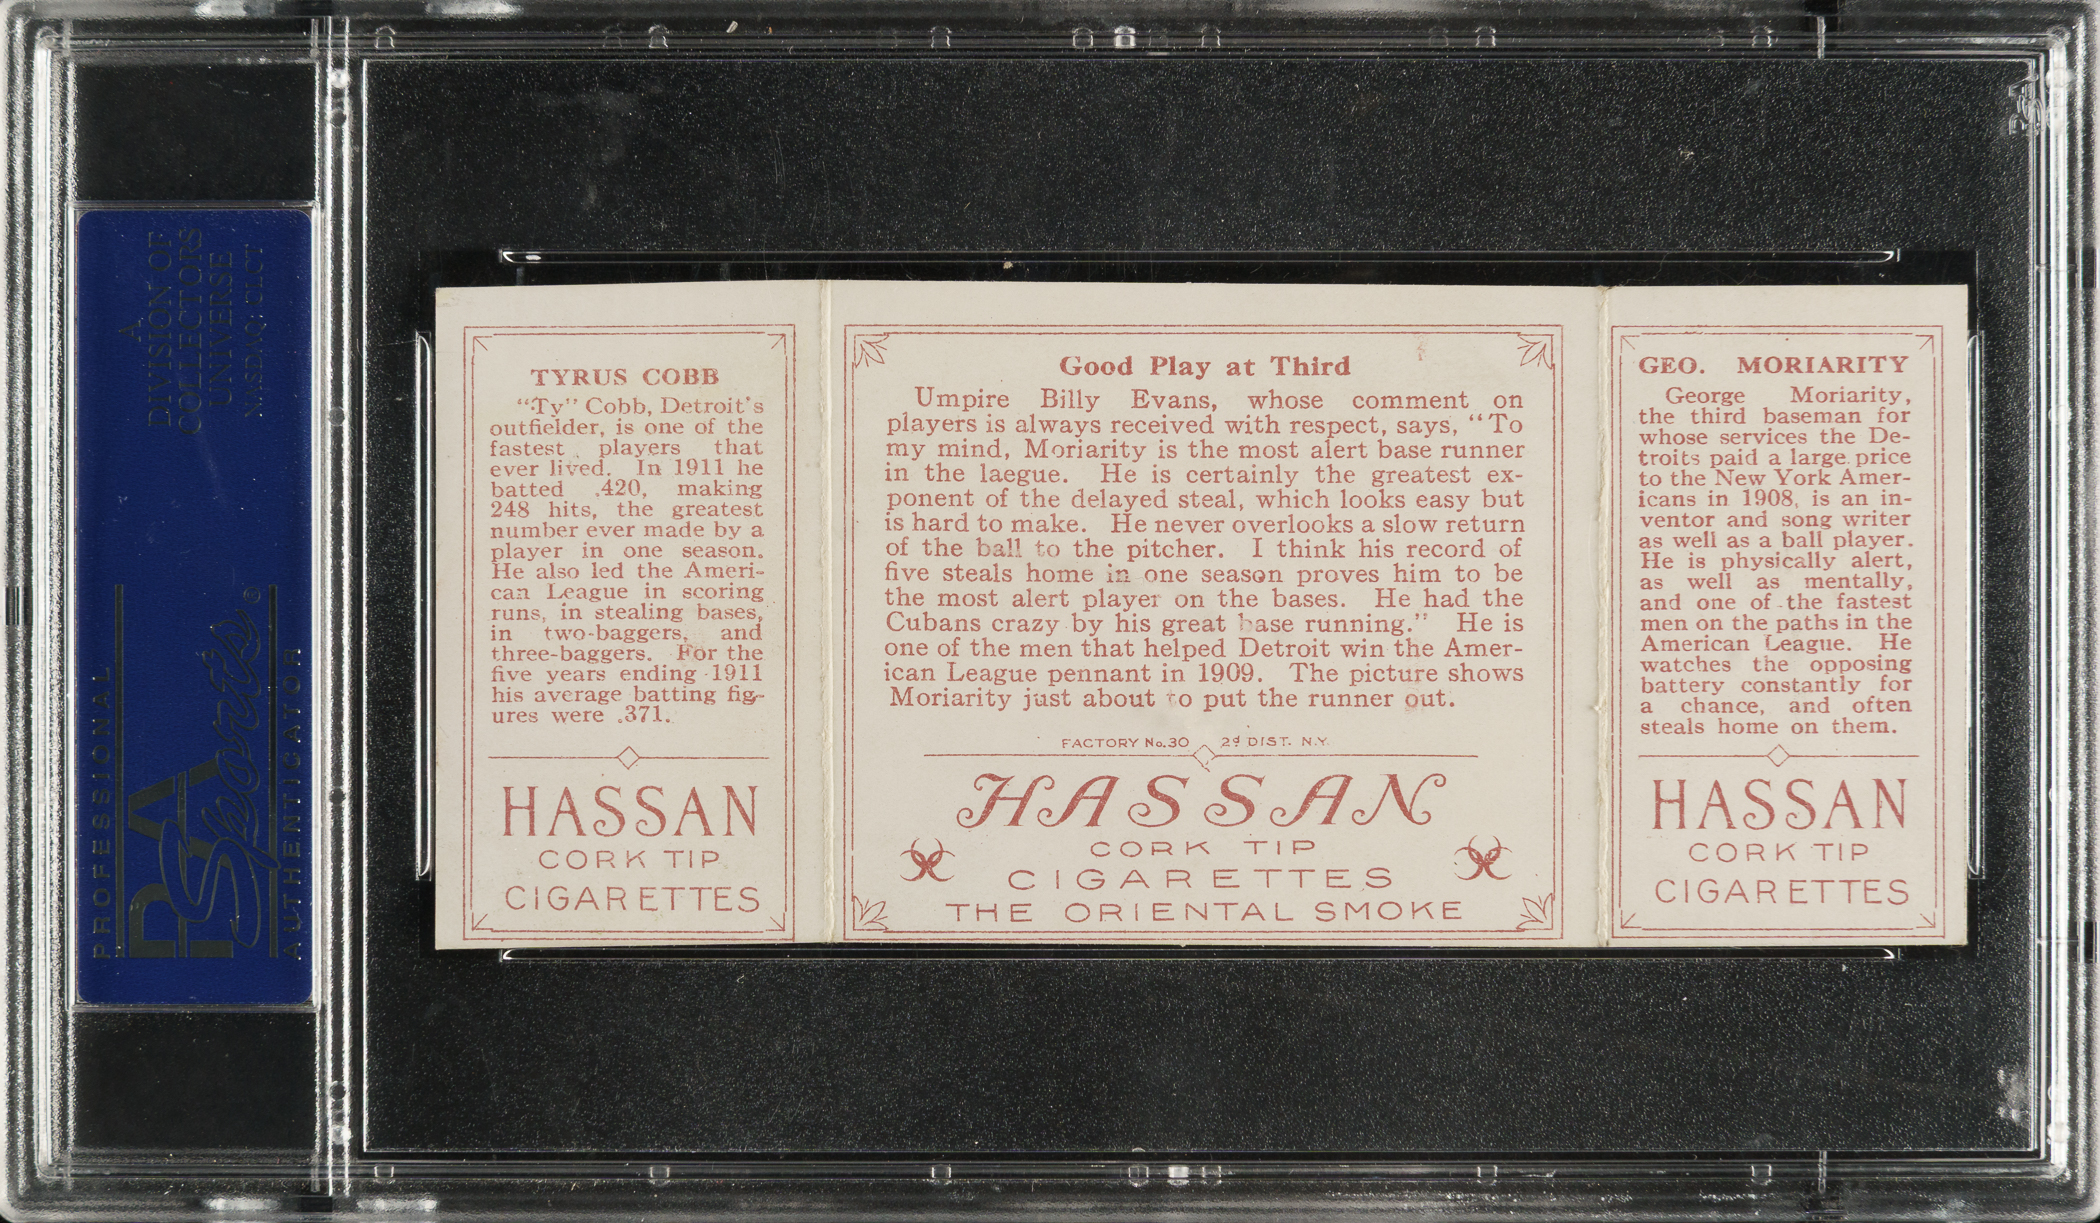 A
DIVISION OF
COLLECTORS
UNIVERSE
NASDAQ: CLCT
PROFESSIONAL
PSA
Sports®
AUTHENTICATOR
TYRUS COBB
"Ty" Cobb, Detroit's
outfielder, is one of the
fastest players that
ever lived. In 1911 he
batted .420, making
248 hits, the greatest
number ever made by a
player in one season.
He also led the Ameri-
can League in scoring
runs, in stealing bases,
in two-baggers, and
three-baggers. For the
five years ending 1911
his average batting fig-
ures were .371.
HASSAN
CORK TIP
CIGARETTES
Good Play at Third
Umpire Billy Evans, whose comment on
players is always received with respect, says, "To
my mind, Moriarity is the most alert base runner
in the laegue. He is certainly the greatest ex-
ponent of the delayed steal, which looks easy but
is hard to make. He never overlooks a slow return
of the ball to the pitcher. I think his record of
five steals home in one season proves him to be
the most alert player on the bases. He had the
Cubans crazy by his great base running." He is
one of the men that helped Detroit win the Amer-
ican League pennant in 1909. The picture shows
Moriarity just about to put the runner out.
FACTORY No.30 2d DIST. N.Y.
HASSAN
CORK TIP
CIGARETTES
THE ORIENTAL SMOKE
GEO. MORIARITY
George Moriarity,
the third baseman for
whose services the De-
troits paid a large price
to the New York Amer-
icans in 1908, is an in-
ventor and song writer
as well as a ball player.
He is physically alert,
as well as mentally,
and one of the fastest
men on the paths in the
American League. He
watches the opposing
battery constantly for
a chance, and often
steals home on them.
HASSAN
CORK TIP
CIGARETTES
PSA